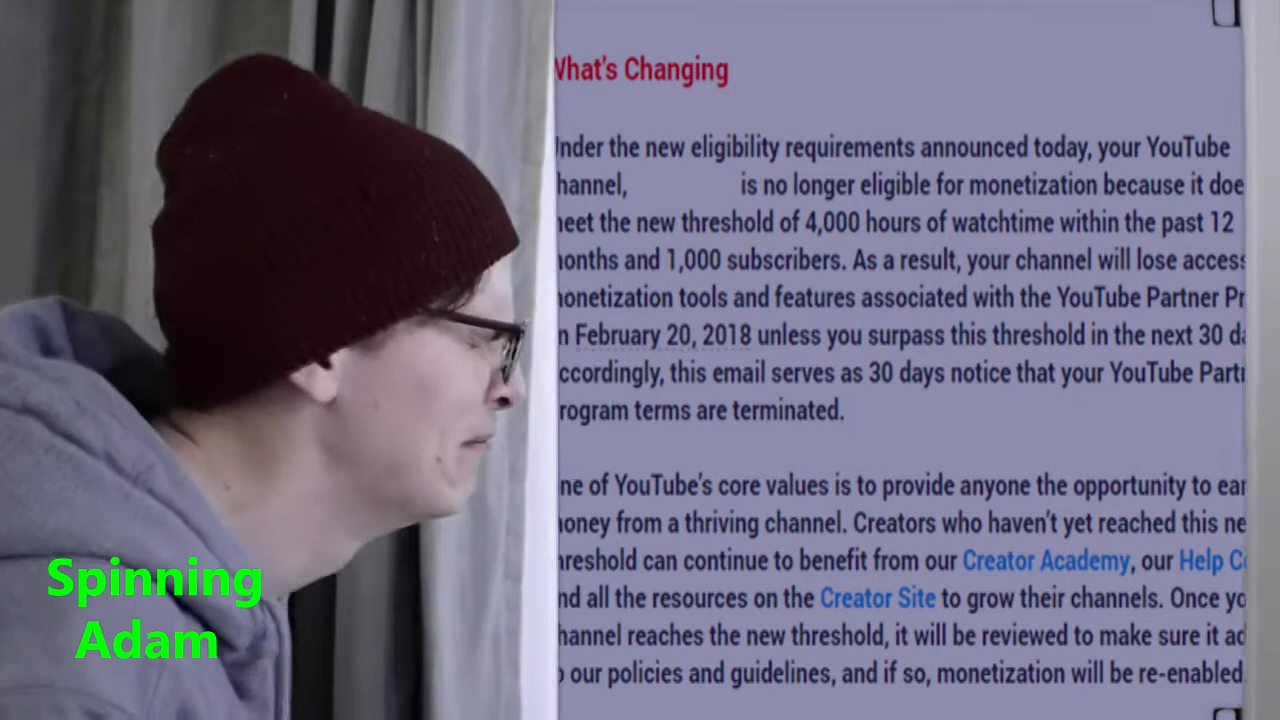 What's Changing
Under the new eligibility requirements announced today, your YouTube
hannel, is no longer eligible for monetization because it doe
meet the new threshold of 4,000 hours of watchtime within the past 12
months and 1,000 subscribers. As a result, your channel will lose access
monetization tools and features associated with the YouTube Partner Pr
n February 20, 2018 unless you surpass this threshold in the next 30 da
ccordingly, this email serves as 30 days notice that your YouTube Partn
rogram terms are terminated.
ne of YouTube's core values is to provide anyone the opportunity to ear
money from a thriving channel. Creators who haven't yet reached this ne
hreshold can continue to benefit from our Creator Academy, our Help Ce
nd all the resources on the Creator Site to grow their channels. Once yo
hannel reaches the new threshold, it will be reviewed to make sure it ad
o our policies and guidelines, and if so, monetization will be re-enabled.
Spinning
Adam